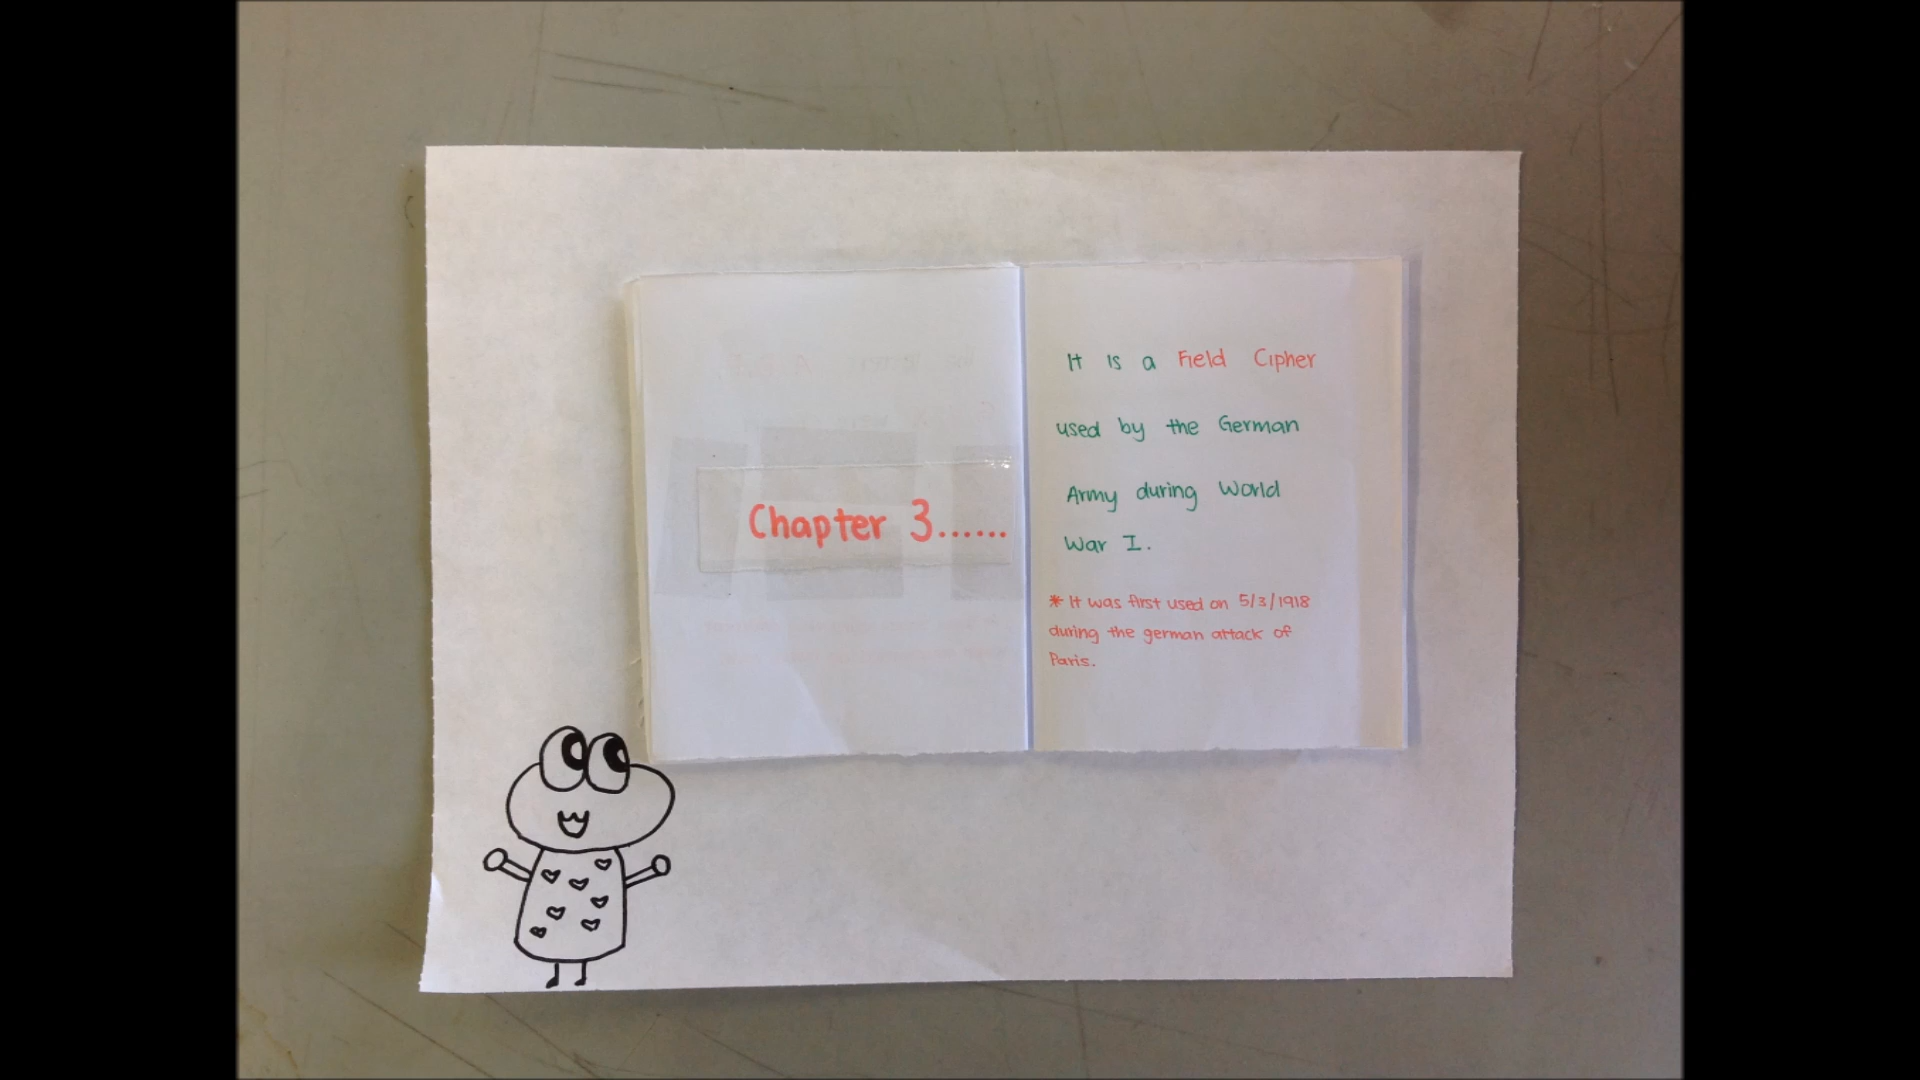 Chapter 3......
It is a Field Cipher
used by the German
Army during World
War I.
* It was first used on 5/3/1918
during the german attack of
Paris.